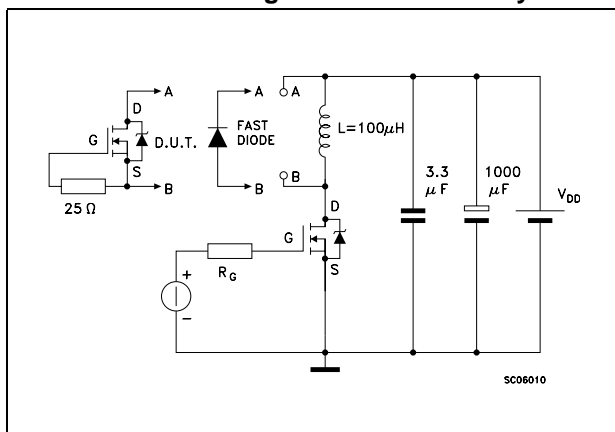 A
D
G
D.U.T.
S
B
25 Ω
A
FAST
DIODE
B
A
L=100μH
B
D
G
S
RG
+
-
3.3
μF
1000
μF
VDD
SC06010